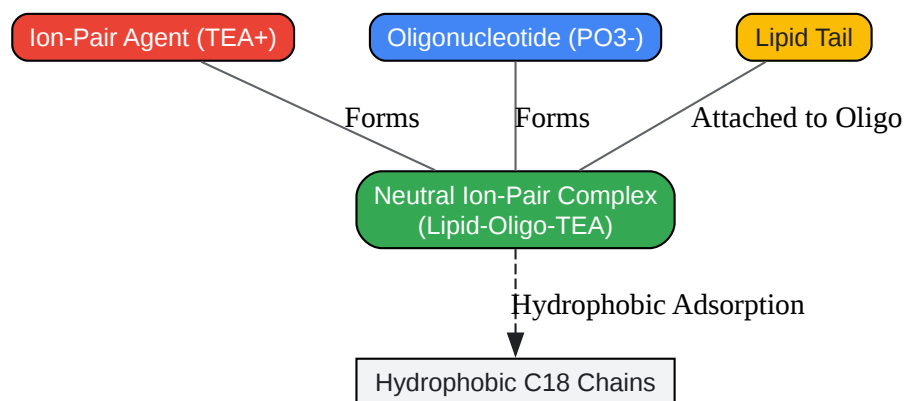 Ion-Pair Agent (TEA+)
Oligonucleotide (PO3-)
Lipid Tail
Forms
Forms
Attached to Oligo
Neutral Ion-Pair Complex
(Lipid-Oligo-TEA)
Hydrophobic Adsorption
Hydrophobic C18 Chains